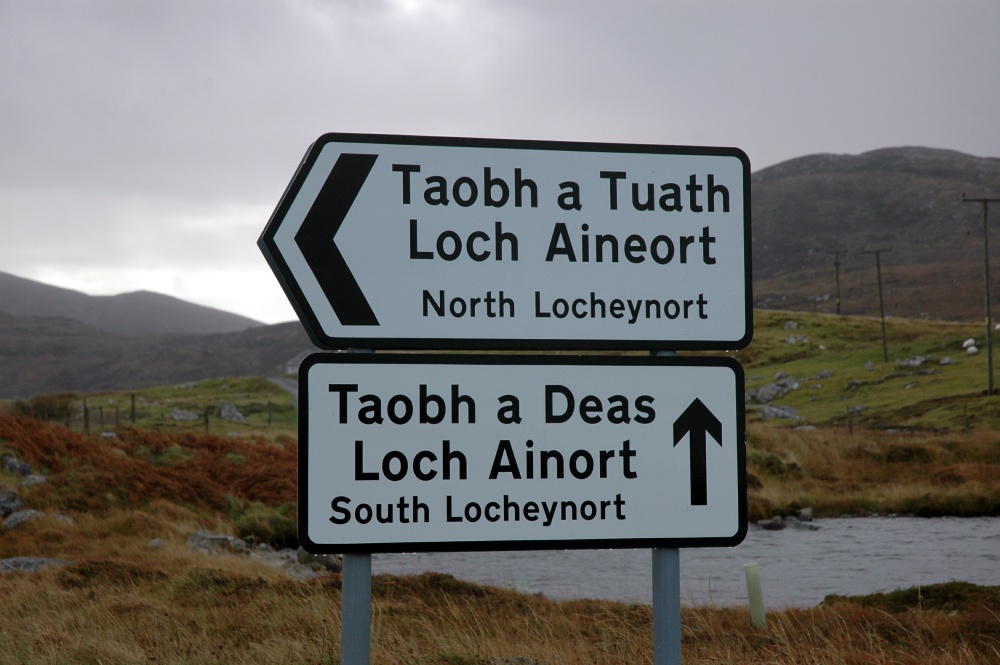 Taobh a Tuath
Loch Aineort
North Locheynort
Taobh a Deas
Loch Ainort
South Locheynort